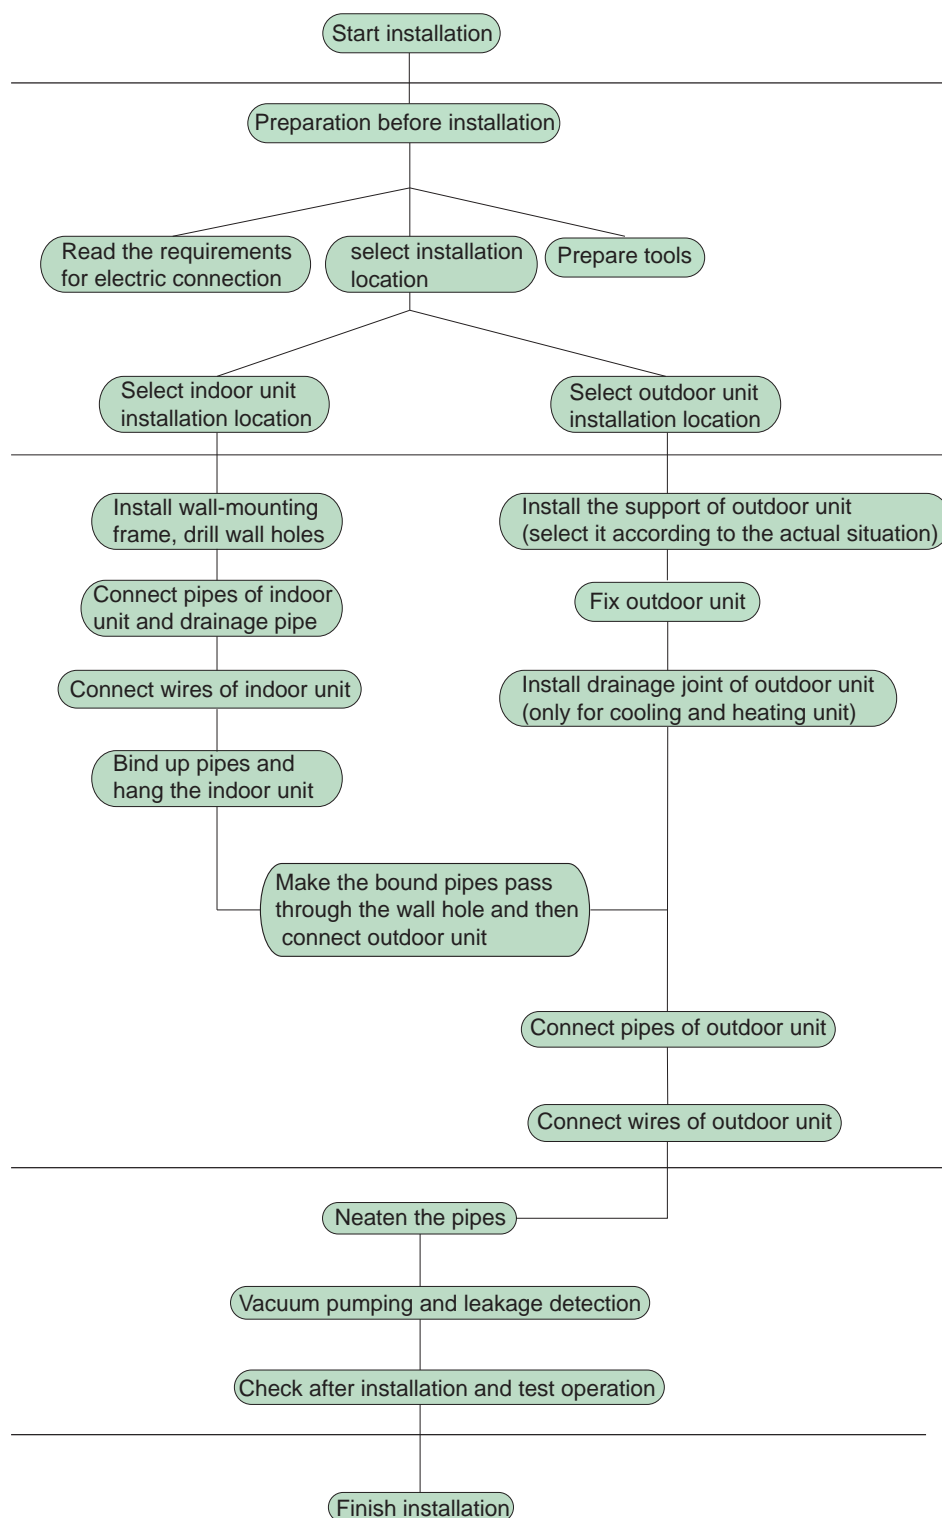 Start installation
Preparation before installation
Read the requirements
for electric connection
select installation
location
Prepare tools
Select indoor unit
installation location
Select outdoor unit
installation location
Install wall-mounting
frame, drill wall holes
Install the support of outdoor unit
(select it according to the actual situation)
Connect pipes of indoor
unit and drainage pipe
Fix outdoor unit
Connect wires of indoor unit
Install drainage joint of outdoor unit
(only for cooling and heating unit)
Bind up pipes and
hang the indoor unit
Make the bound pipes pass
through the wall hole and then
connect outdoor unit
Connect pipes of outdoor unit
Connect wires of outdoor unit
Neaten the pipes
Vacuum pumping and leakage detection
Check after installation and test operation
Finish installation